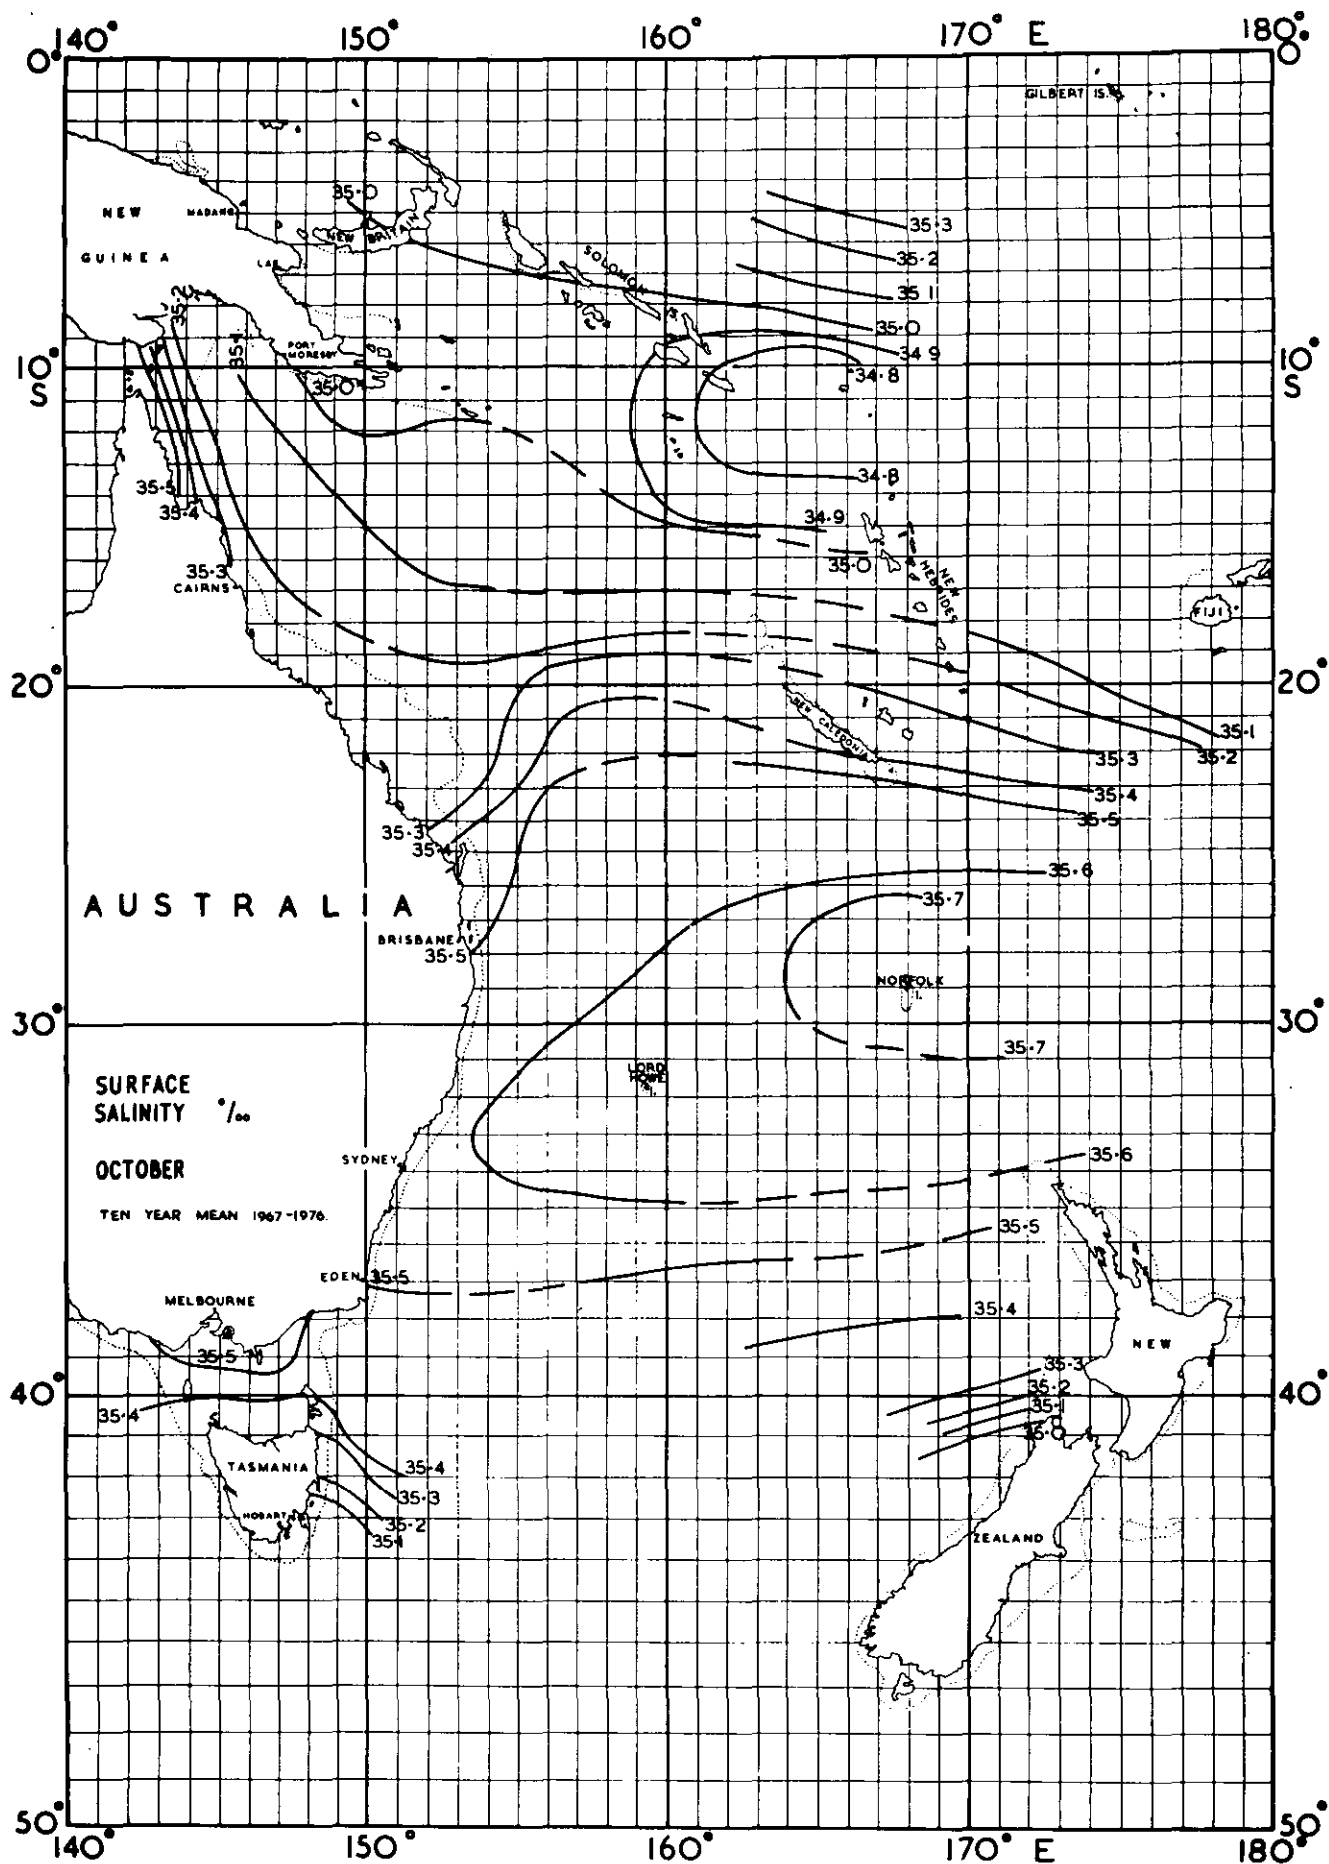 140° 150° 160° 170° E 180°
0° 0°
GILBERT IS.
35·0
NEW MADANG
NEW BRITAIN
35·3
GUINEA LAE
SOLOMON
35·2
35·2
35·1
35·0
35·1
PORT
MORESBY
34·9
10° 10°
S S
35·0
34·8
34·8
35·5
35·4
34·9
35·0
35·3
CAIRNS
NEW
HEBRIDES
FIJI
20° 20°
NEW CALEDONIA
35·1
35·3 35·2
35·4
35·5
35·3
35·4
35·6
35·7
AUSTRALIA
BRISBANE
35·5
NORFOLK
I.
30° 30°
35·7
LORD
HOWE
I.
SURFACE
SALINITY °/oo
OCTOBER
TEN YEAR MEAN 1967-1976.
SYDNEY
35·6
35·5
EDEN 35·5
MELBOURNE
35·4
35·5
NEW
35·3
35·2
35·1
35·0
40° 40°
35·4
TASMANIA
35·4
35·3
HOBART
35·2
35·1
ZEALAND
50° 50°
140° 150° 160° 170° E 180°